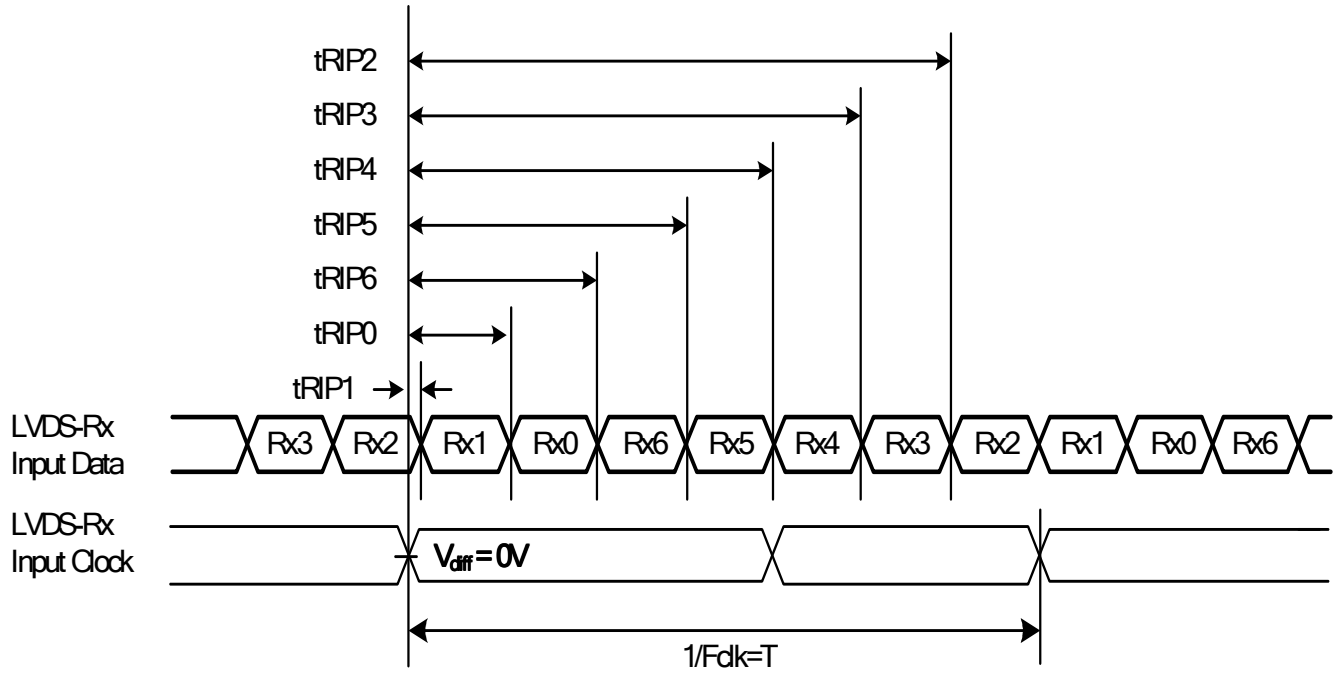 tRIP2
tRIP3
tRIP4
tRIP5
tRIP6
tRIP0
tRIP1
LVDS-Rx
Input Data
Rx3 Rx2 Rx1 Rx0 Rx6 Rx5 Rx4 Rx3 Rx2 Rx1 Rx0 Rx6
LVDS-Rx
Input Clock
Vdiff = 0V
1/Fclk=T